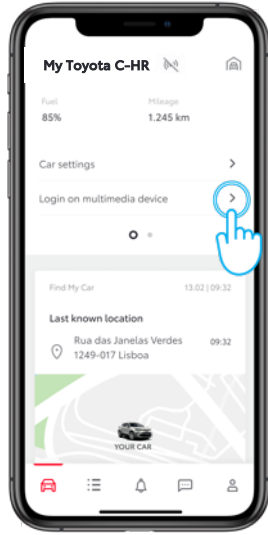 My Toyota C-HR
Fuel Mileage
85% 1.245 km
Car settings
Login on multimedia device
Find My Car 13.02 | 09:32
Last known location
Rua das Janelas Verdes 09:32
1249-017 Lisboa
YOUR CAR